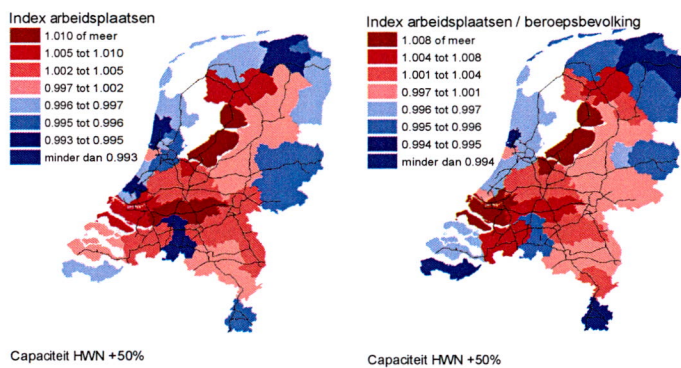 Index arbeidsplaatsen
1.010 of meer
1.005 tot 1.010
1.002 tot 1.005
0.997 tot 1.002
0.996 tot 0.997
0.995 tot 0.996
0.993 tot 0.995
minder dan 0.993
Capaciteit HWN +50%
Index arbeidsplaatsen / beroepsbevolking
1.008 of meer
1.004 tot 1.008
1.001 tot 1.004
0.997 tot 1.001
0.996 tot 0.997
0.995 tot 0.996
0.994 tot 0.995
minder dan 0.994
Capaciteit HWN +50%